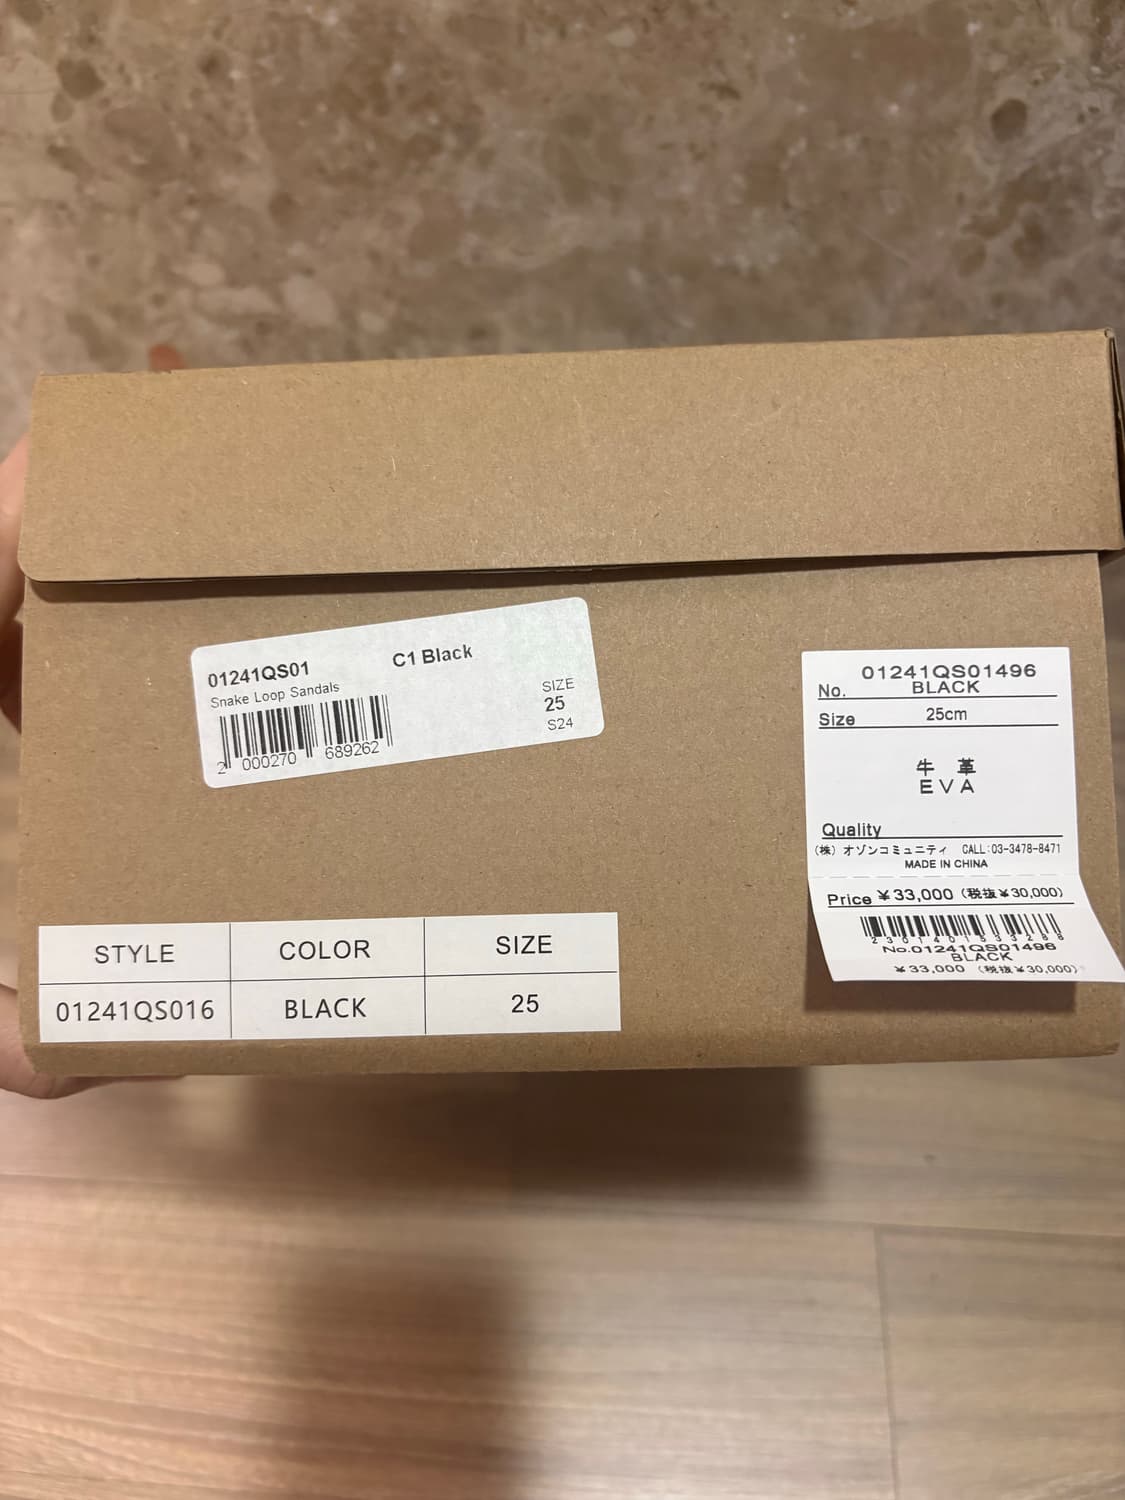 01241QS01
C1 Black
Snake Loop Sandals
SIZE
25
S24
2 000270 689262
No. 01241QS01496
BLACK
Size 25cm
牛 革
EVA
Quality
(株) オゾンコミュニティ CALL:03-3478-8471
MADE IN CHINA
Price ¥33,000 (税抜¥30,000)
No.01241QS01496
BLACK
¥33,000 (税抜¥30,000)
STYLE COLOR SIZE
01241QS016 BLACK 25